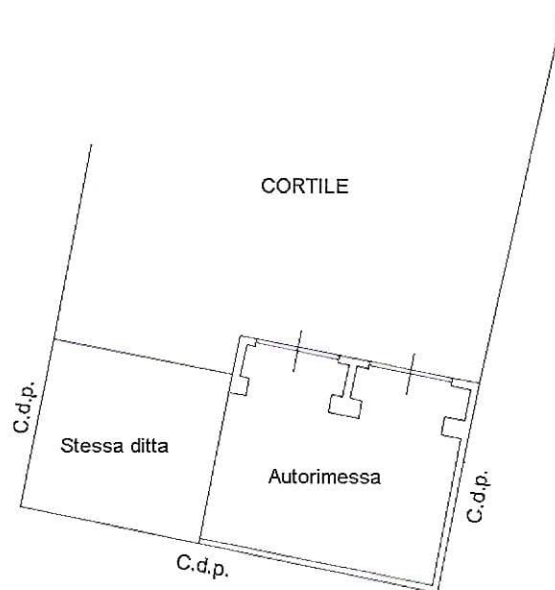 CORTILE
C.d.p.
Stessa ditta
Autorimessa
C.d.p.
C.d.p.